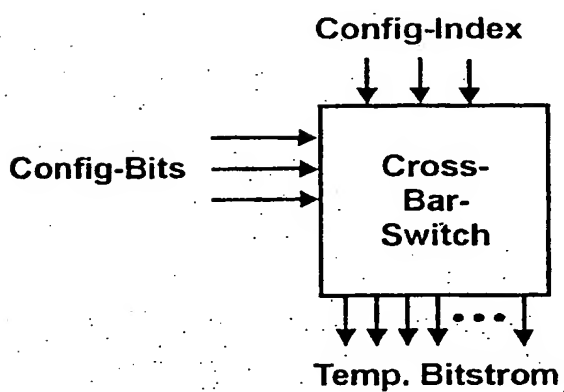 Config-Index
Config-Bits
Cross-
Bar-
Switch
Temp. Bitstrom